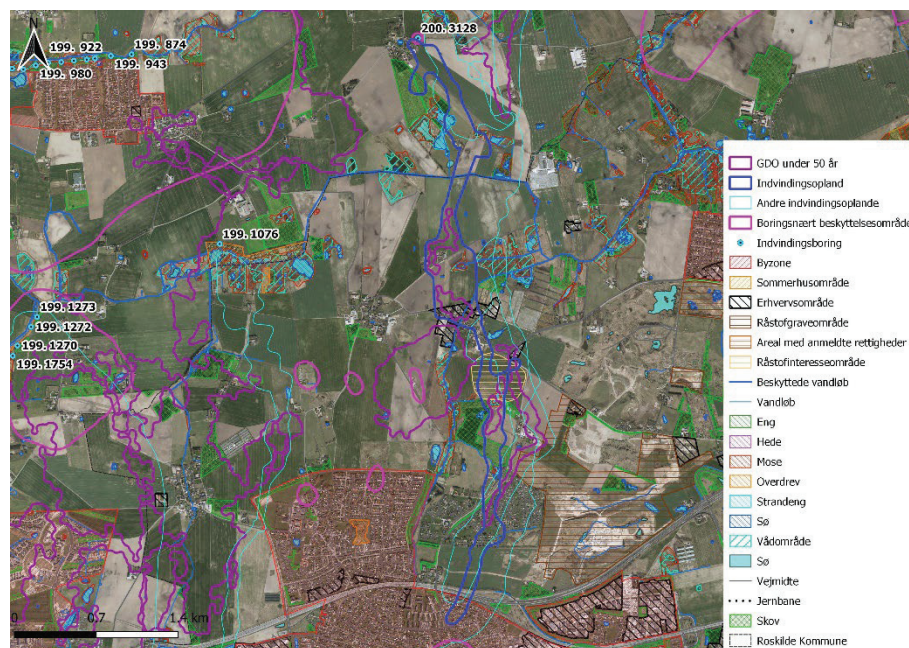 N
199. 922
199. 874
199. 943
199. 980
200. 3128
199. 1076
199. 1273
199. 1272
199. 1270
199. 1754
0
0.7
1.4 km
GDO under 50 år
Indvindingsopland
Andre indvindingsoplande
Boringsnært beskyttelsesområde
Indvindingsboring
Byzone
Sommerhusområde
Erhvervsområde
Råstofgraveområde
Areal med anmeldte rettigheder
Råstofinteresseområde
Beskyttede vandløb
Vandløb
Eng
Hede
Mose
Overdrev
Strandeng
Sø
Vådområde
Sø
Vejmidte
Jernbane
Skov
Roskilde Kommune